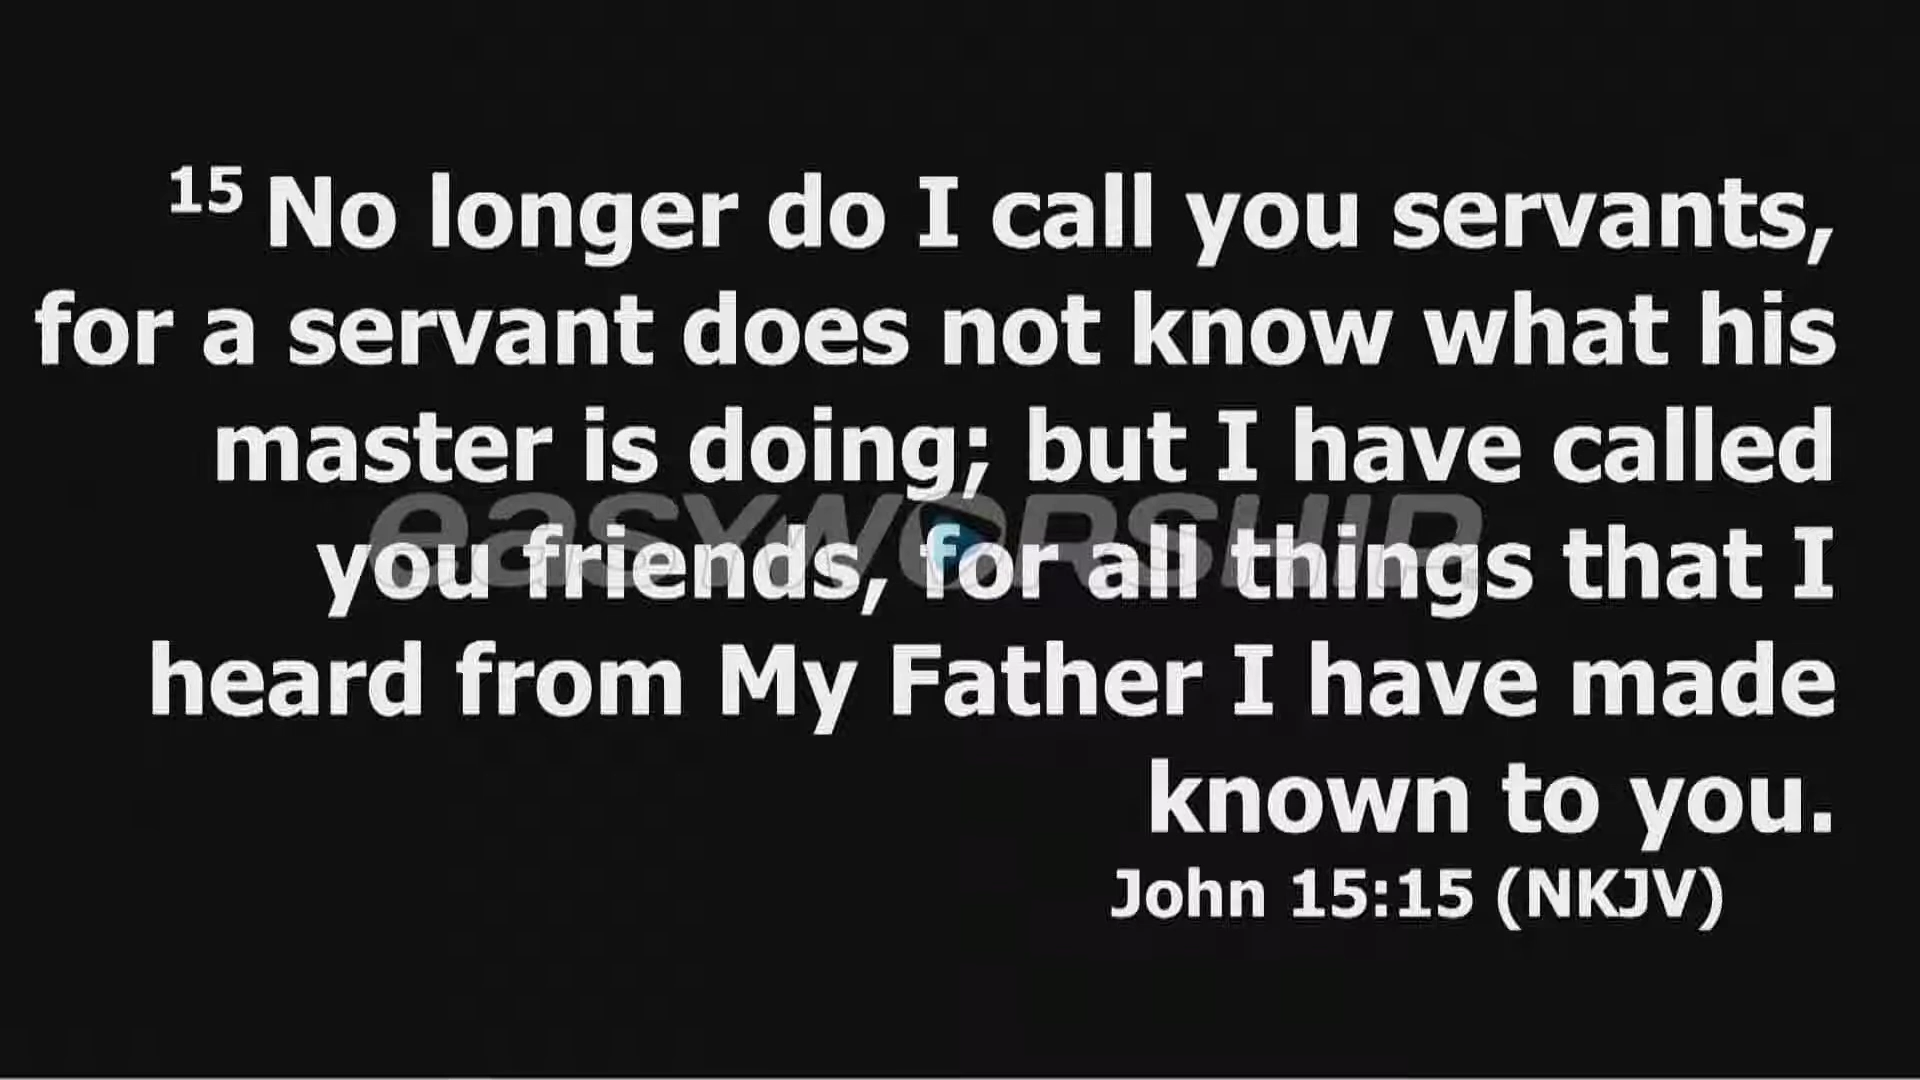 15 No longer do I call you servants,
for a servant does not know what his
master is doing; but I have called
easyworship
you friends, for all things that I
heard from My Father I have made
known to you.
John 15:15 (NKJV)